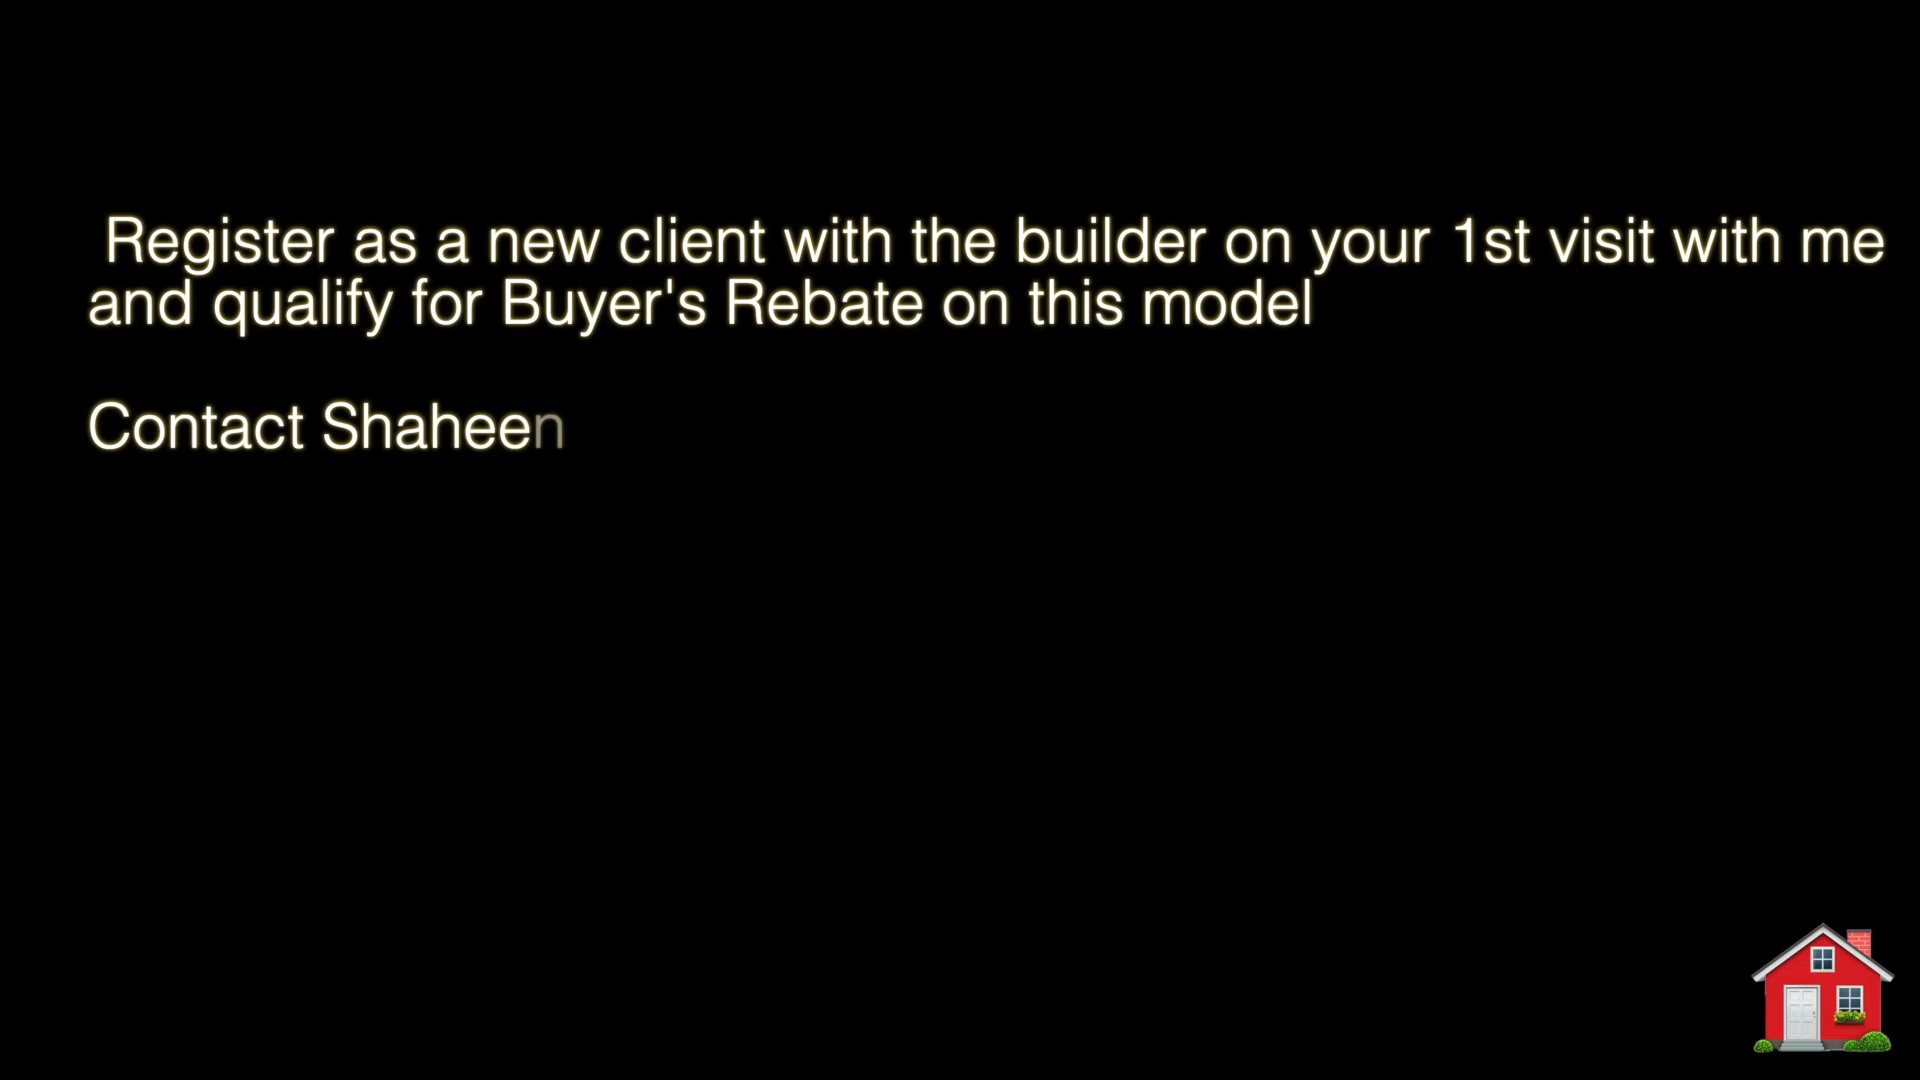 Register as a new client with the builder on your 1st visit with me
and qualify for Buyer's Rebate on this model
Contact Shaheen